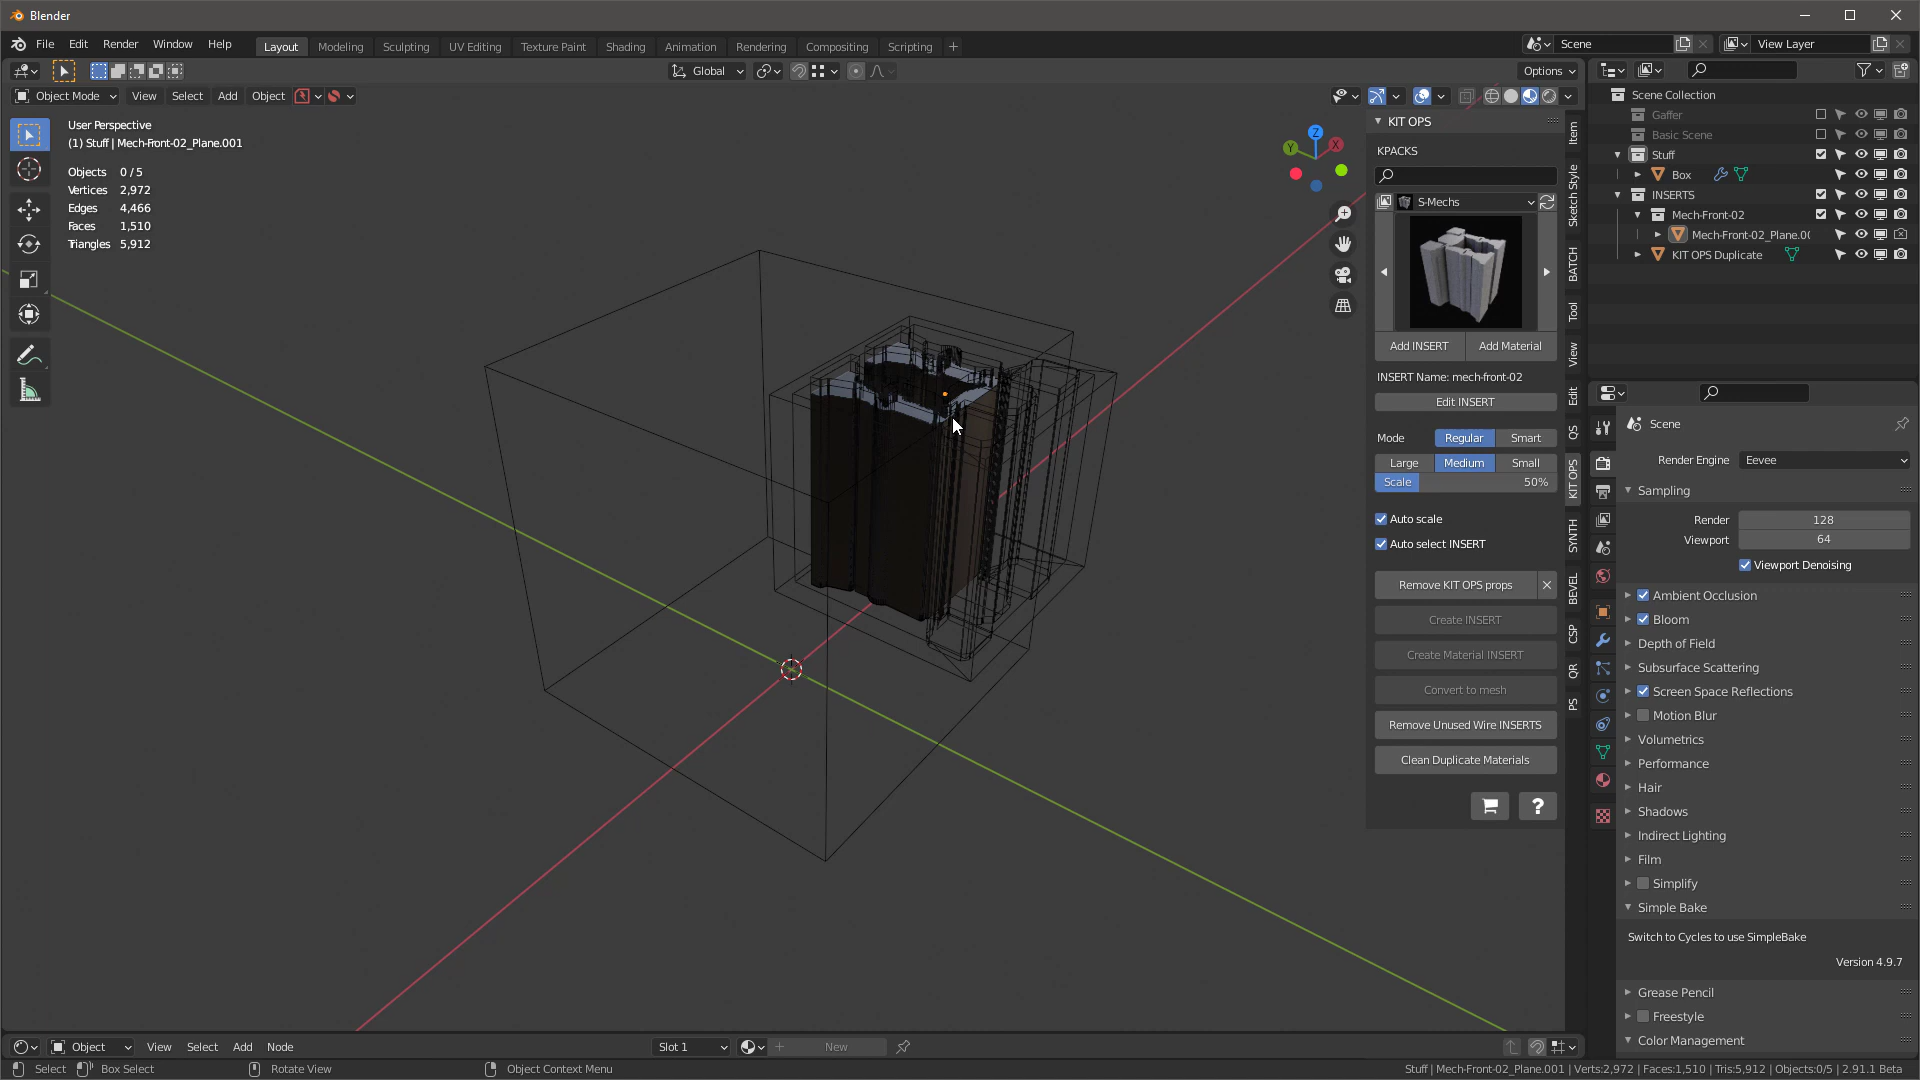 Blender
File Edit Render Window Help
Layout Modeling Sculpting UV Editing Texture Paint Shading Animation Rendering Compositing Scripting +
Scene
View Layer
Global
Options
Object Mode View Select Add Object
User Perspective
(1) Stuff | Mech-Front-02_Plane.001
Objects 0/5
Vertices 2,972
Edges 4,466
Faces 1,510
Triangles 5,912
Z
Y
X
KIT OPS
KPACKS
S-Mechs
Add INSERT Add Material
INSERT Name: mech-front-02
Edit INSERT
Mode Regular Smart
Large Medium Small
Scale 50%
Auto scale
Auto select INSERT
Remove KIT OPS props
Create INSERT
Create Material INSERT
Convert to mesh
Remove Unused Wire INSERTS
Clean Duplicate Materials
?
Item
Sketch Style
BATCH
Tool
View
Edit
QS
KIT OPS
SYNTH
BEVEL
CSP
QR
PS
Scene Collection
Gaffer
Basic Scene
Stuff
Box
INSERTS
Mech-Front-02
Mech-Front-02_Plane.00
KIT OPS Duplicate
Scene
Render Engine Eevee
Sampling
Render 128
Viewport 64
Viewport Denoising
Ambient Occlusion
Bloom
Depth of Field
Subsurface Scattering
Screen Space Reflections
Motion Blur
Volumetrics
Performance
Hair
Shadows
Indirect Lighting
Film
Simplify
Simple Bake
Switch to Cycles to use SimpleBake
Version 4.9.7
Grease Pencil
Freestyle
Color Management
Object View Select Add Node
Slot 1
New
Select Box Select Rotate View Object Context Menu
Stuff | Mech-Front-02_Plane.001 | Verts:2,972 | Faces:1,510 | Tris:5,912 | Objects:0/5 | 2.91.1 Beta